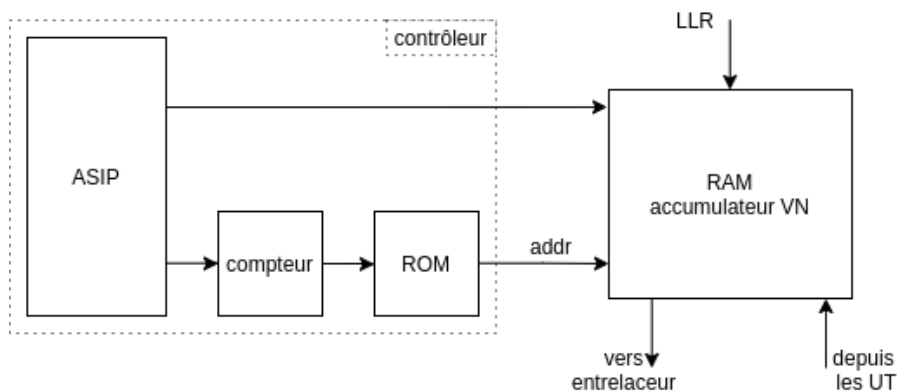 LLR
contrôleur
ASIP
RAM
accumulateur VN
compteur
ROM
addr
vers
entrelaceur
depuis
les UT